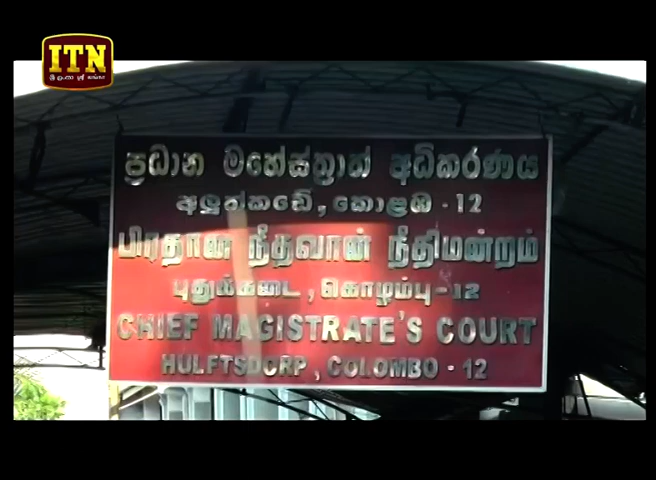 ITN
ශ්‍රී ලංකා ஸ்ரீ லங்கா
ප්‍රධාන මහේස්ත්‍රාත් අධිකරණය
අලුත්කඩේ, කොළඹ - 12
பிரதான நீதவான் நீதிமன்றம்
புதுக்கடை, கொழும்பு - 12
CHIEF MAGISTRATE'S COURT
HULFTSDORP, COLOMBO - 12